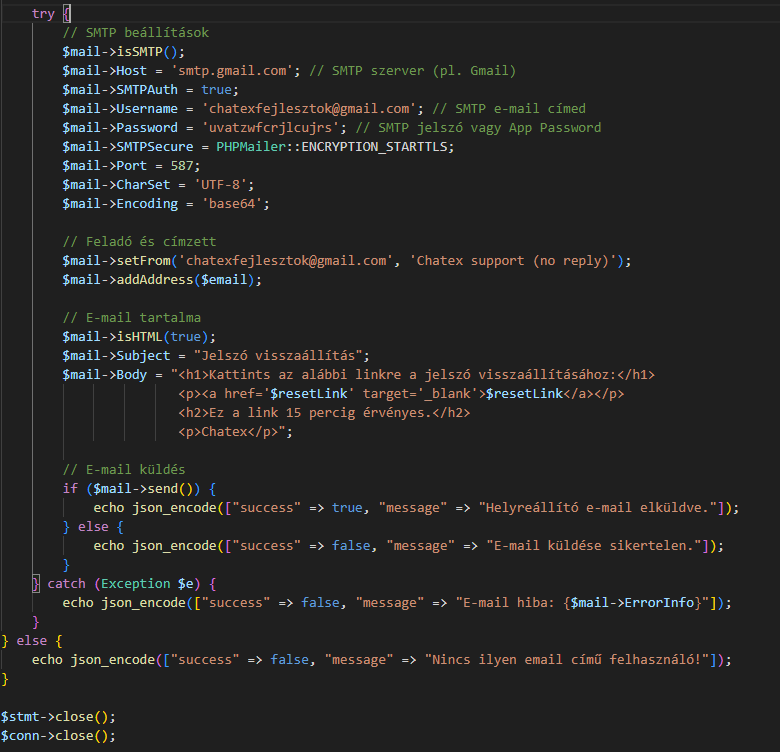 try {
// SMTP beállítások
$mail->isSMTP();
$mail->Host = 'smtp.gmail.com'; // SMTP szerver (pl. Gmail)
$mail->SMTPAuth = true;
$mail->Username = 'chatexfejlesztok@gmail.com'; // SMTP e-mail címed
$mail->Password = 'uvatzwfcrjlcujrs'; // SMTP jelszó vagy App Password
$mail->SMTPSecure = PHPMailer::ENCRYPTION_STARTTLS;
$mail->Port = 587;
$mail->CharSet = 'UTF-8';
$mail->Encoding = 'base64';
// Feladó és címzett
$mail->setFrom('chatexfejlesztok@gmail.com', 'Chatex support (no reply)');
$mail->addAddress($email);
// E-mail tartalma
$mail->isHTML(true);
$mail->Subject = "Jelszó visszaállítás";
$mail->Body = "<h1>Kattints az alábbi linkre a jelszó visszaállításához:</h1>
<p><a href='$resetLink' target='_blank'>$resetLink</a></p>
<h2>Ez a link 15 percig érvényes.</h2>
<p>Chatex</p>";
// E-mail küldés
if ($mail->send()) {
echo json_encode(["success" => true, "message" => "Helyreállító e-mail elküldve."]);
} else {
echo json_encode(["success" => false, "message" => "E-mail küldése sikertelen."]);
}
} catch (Exception $e) {
echo json_encode(["success" => false, "message" => "E-mail hiba: {$mail->ErrorInfo}"]);
}
} else {
echo json_encode(["success" => false, "message" => "Nincs ilyen email című felhasználó!"]);
}
$stmt->close();
$conn->close();